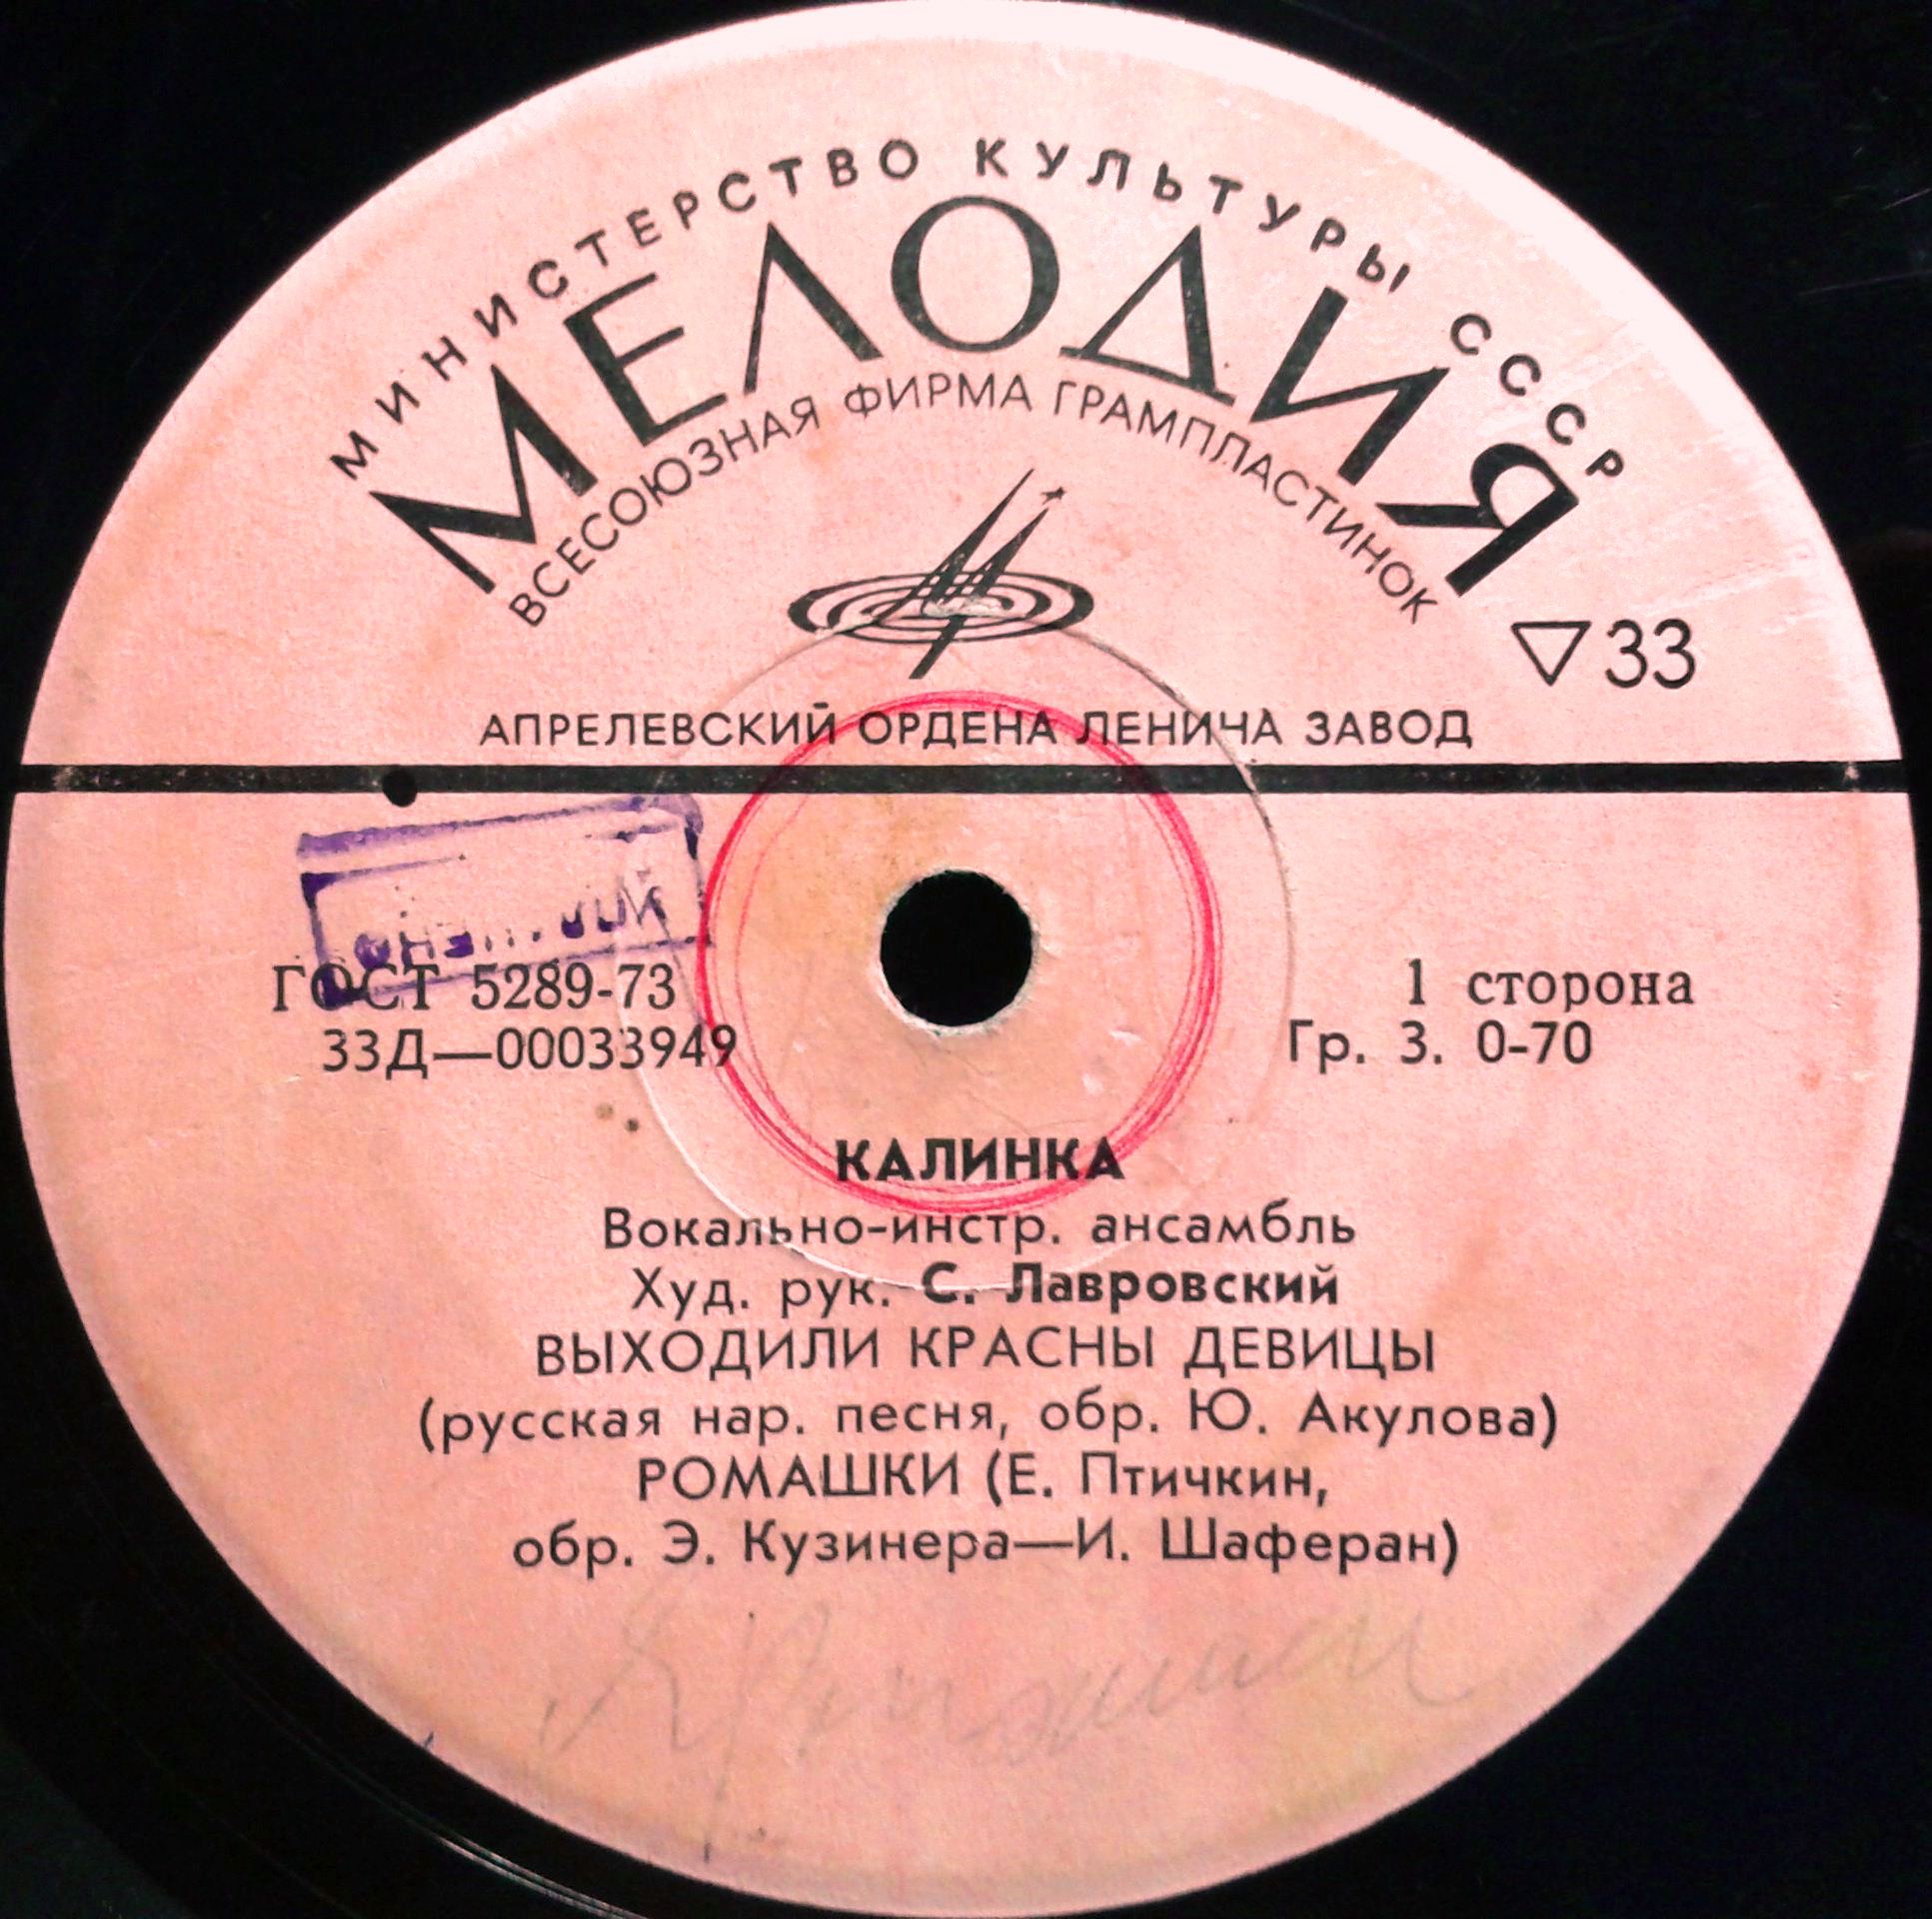 МИНИСТЕРСТВО КУЛЬТУРЫ СССР
МЕЛОДИЯ
ВСЕСОЮЗНАЯ ФИРМА ГРАМПЛАСТИНОК
▽33
АПРЕЛЕВСКИЙ ОРДЕНА ЛЕНИНА ЗАВОД
ГОСТ 5289-73
1 сторона
33Д—00033949
Гр. 3. 0-70
КАЛИНКА
Вокально-инстр. ансамбль
Худ. рук. С. Лавровский
ВЫХОДИЛИ КРАСНЫ ДЕВИЦЫ
(русская нар. песня, обр. Ю. Акулова)
РОМАШКИ (Е. Птичкин,
обр. Э. Кузинера—И. Шаферан)